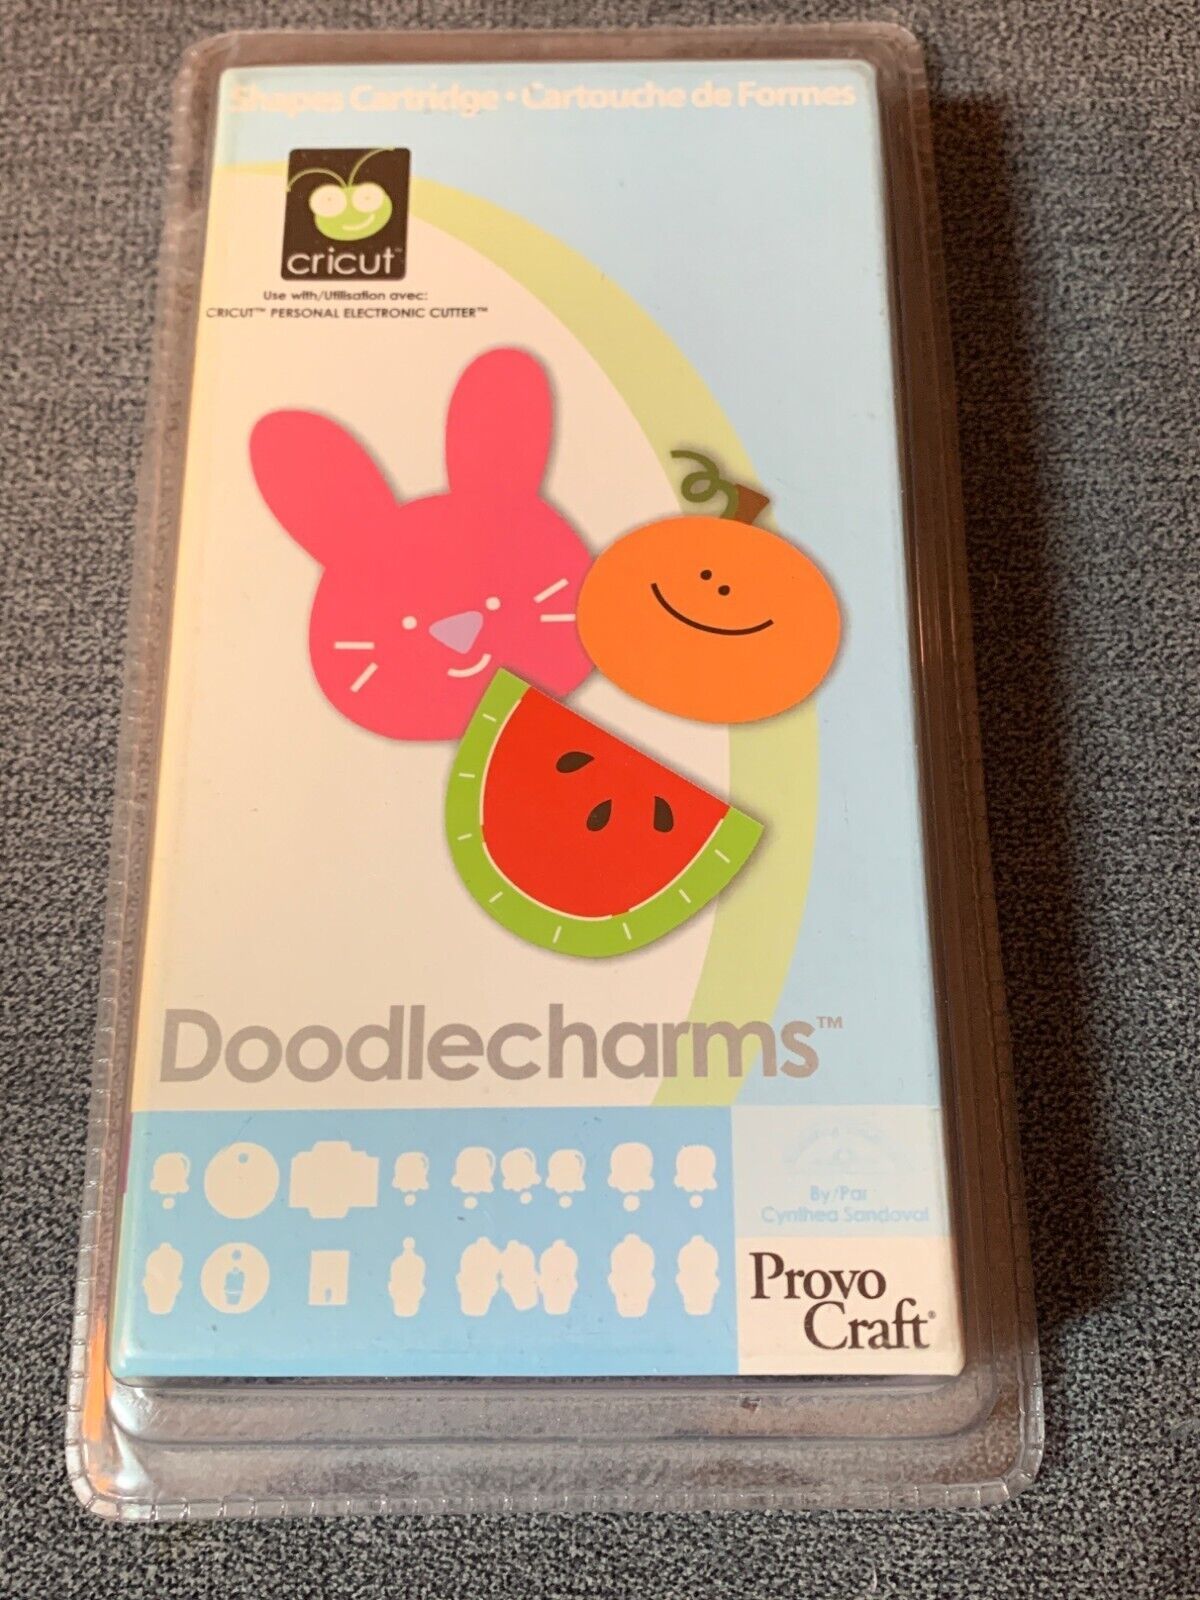 Shapes Cartridge • Cartouche de Formes
cricut™
Use with/Utilisation avec:
CRICUT™ PERSONAL ELECTRONIC CUTTER™
Doodlecharms™
By/Par
Cynthea Sandoval
Provo
Craft®